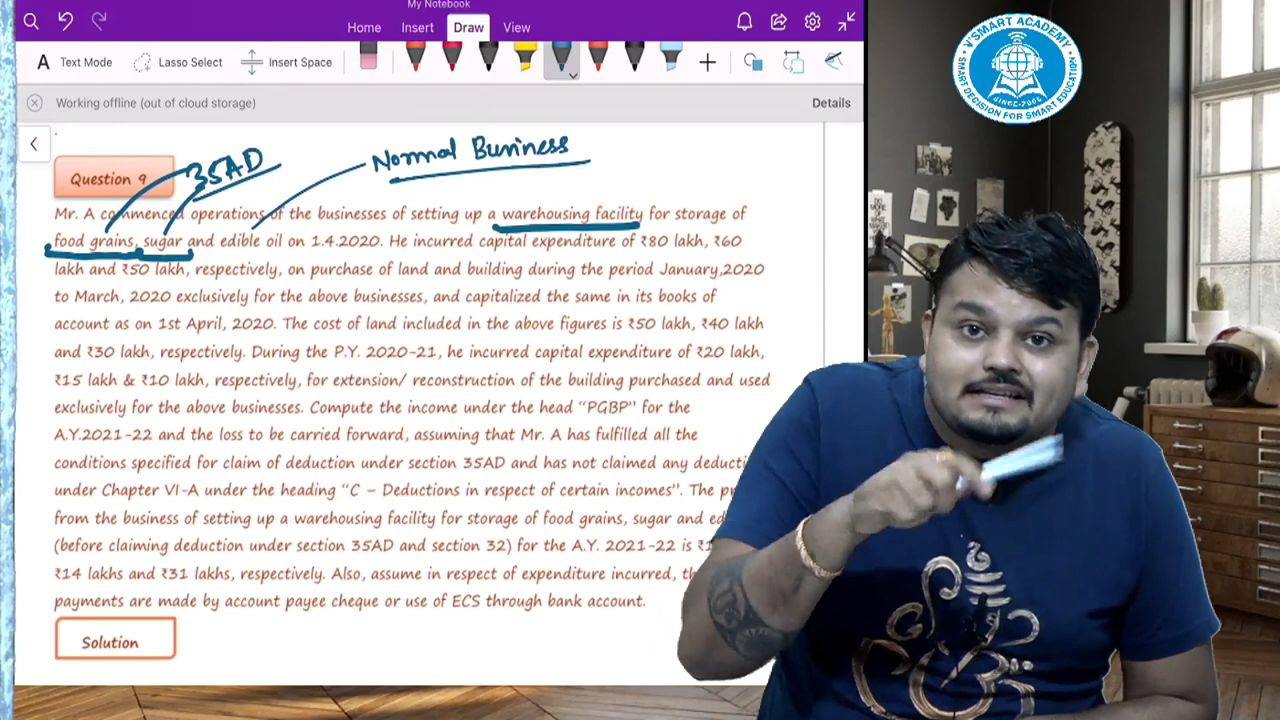 My Notebook
Home Insert Draw View
Text Mode Lasso Select Insert Space
Working offline (out of cloud storage) Details
V'SMART ACADEMY
SINCE-2001
SMART DECISION FOR SMART EDUCATION
35AD
Normal Business
Question 9
Mr. A commenced operations of the businesses of setting up a warehousing facility for storage of
food grains, sugar and edible oil on 1.4.2020. He incurred capital expenditure of ₹80 lakh, ₹60
lakh and ₹50 lakh, respectively, on purchase of land and building during the period January,2020
to March, 2020 exclusively for the above businesses, and capitalized the same in its books of
account as on 1st April, 2020. The cost of land included in the above figures is ₹50 lakh, ₹40 lakh
and ₹30 lakh, respectively. During the P.Y. 2020-21, he incurred capital expenditure of ₹20 lakh,
₹15 lakh & ₹10 lakh, respectively, for extension/ reconstruction of the building purchased and used
exclusively for the above businesses. Compute the income under the head “PGBP” for the
A.Y.2021-22 and the loss to be carried forward, assuming that Mr. A has fulfilled all the
conditions specified for claim of deduction under section 35AD and has not claimed any
under Chapter VI-A under the heading “C – Deductions in respect of certain incomes”. The
from the business of setting up a warehousing facility for storage of food grains, sugar and
(before claiming deduction under section 35AD and section 32) for the A.Y. 2021-22 is
₹14 lakhs and ₹31 lakhs, respectively. Also, assume in respect of expenditure incurred,
payments are made by account payee cheque or use of ECS through bank account.
Solution